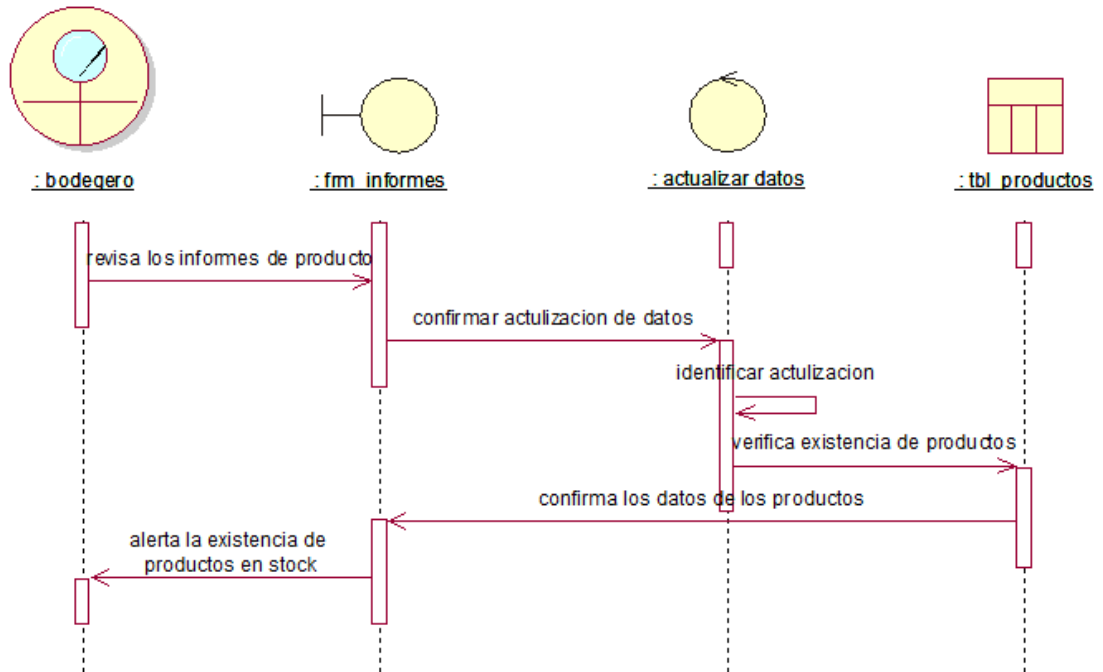 : bodegero
: frm_informes
: actualizar datos
: tbl_productos
revisa los informes de producto
confirmar actulizacion de datos
identificar actulizacion
verifica existencia de productos
confirma los datos de los productos
alerta la existencia de
productos en stock